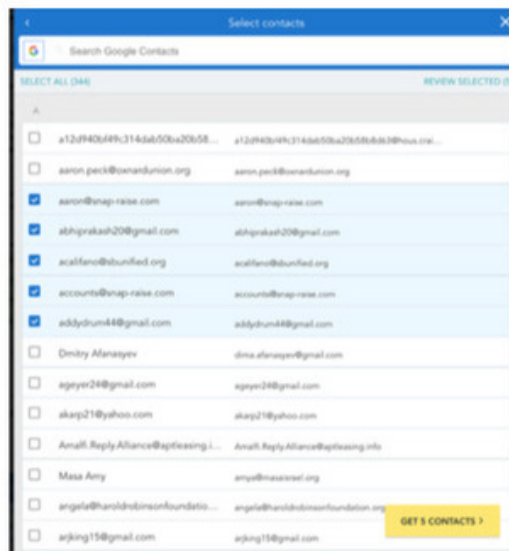 Select contacts
G Search Google Contacts
SELECT ALL (344) REVIEW SELECTED (5
A
aaron.peck@oxnardunion.org aaron.peck@oxnardunion.org
aaron@snap-raise.com aaron@snap-raise.com
abhiprakash20@gmail.com abhiprakash20@gmail.com
acalifano@sbunified.org acalifano@sbunified.org
accounts@snap-raise.com accounts@snap-raise.com
addydrum44@gmail.com addydrum44@gmail.com
Dmitry Afanasyev dima.afanasyev@gmail.com
ageyer24@gmail.com ageyer24@gmail.com
akarp21@yahoo.com akarp21@yahoo.com
Amalfi.Reply.Alliance@aptleasing.i... Amalfi.Reply.Alliance@aptleasing.info
Masa Amy amya@masaisrael.org
angela@haroldrobinsonfoundatio... angela@haroldrobinsonfoundation.org
GET 5 CONTACTS >
arjking15@gmail.com arjking15@gmail.com